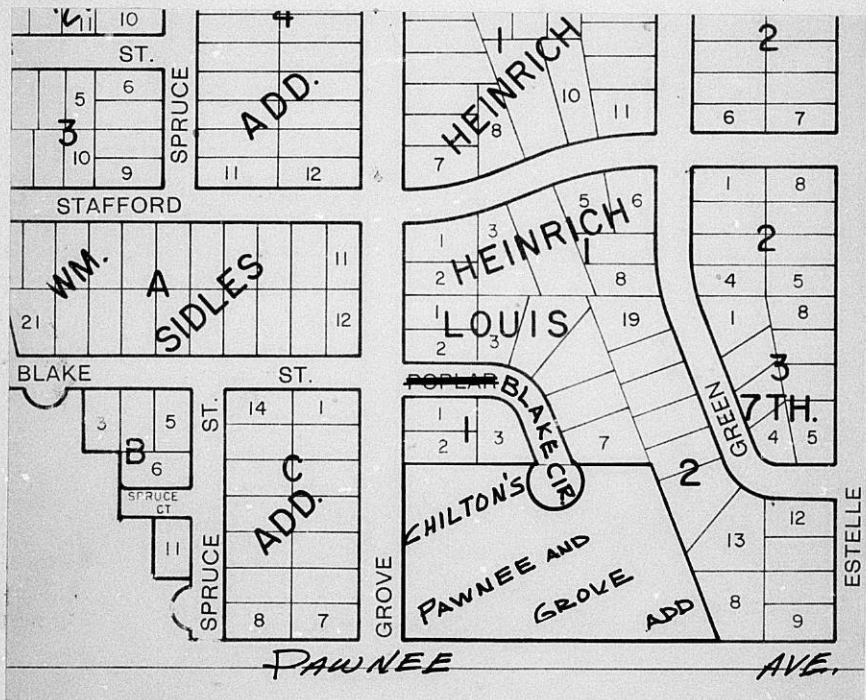 11 10 4
ST.
HEINRICH
1
2
5 6
3
10 9
SPRUCE
ADD.
11 12
7 8 10 11
6 7
STAFFORD
WM. A SIDLES
11
21 12
HEINRICH
1 3 5 6
2 1 8
1 8
2
4 5
LOUIS
1
2 3
19
1 8
3
7TH.
4 5
GREEN
BLAKE ST.
POPLAR BLAKE CIR
3 5
B
6
SPRUCE
CT
11
ST.
SPRUCE
14 1
C
ADD.
8 7
GROVE
1
2 1 3
7
2
CHILTON'S
PAWNEE AND
GROVE
ADD
12
13
8
9
ESTELLE
PAWNEE AVE.